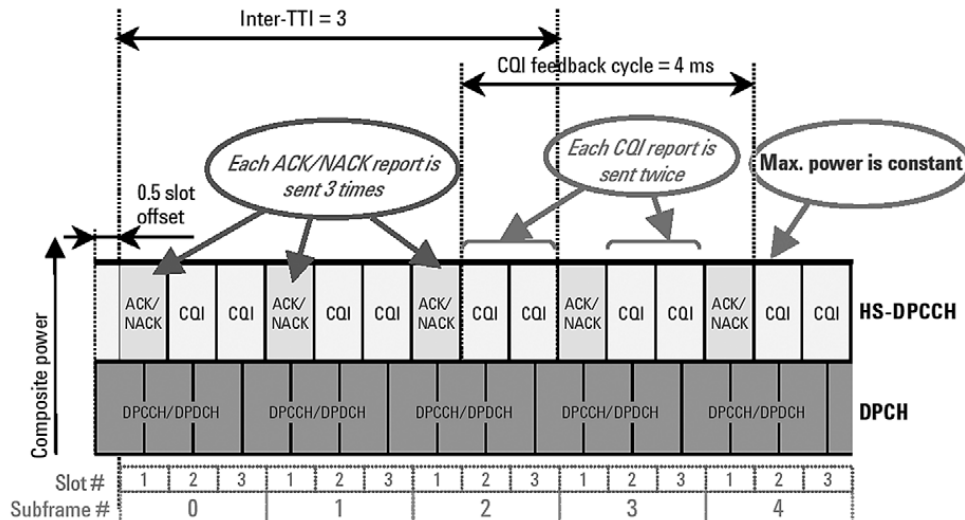 Inter-TTI = 3
CQI feedback cycle = 4 ms
Each ACK/NACK report is
sent 3 times
Each CQI report is
sent twice
Max. power is constant
0.5 slot
offset
Composite power
ACK/
NACK
CQI
CQI
ACK/
NACK
CQI
CQI
ACK/
NACK
CQI
CQI
ACK/
NACK
CQI
CQI
ACK/
NACK
CQI
CQI
HS-DPCCH
DPCCH/DPDCH
DPCCH/DPDCH
DPCCH/DPDCH
DPCCH/DPDCH
DPCCH/DPDCH
DPCH
Slot # 1 2 3 1 2 3 1 2 3 1 2 3 1 2 3
Subframe # 0 1 2 3 4